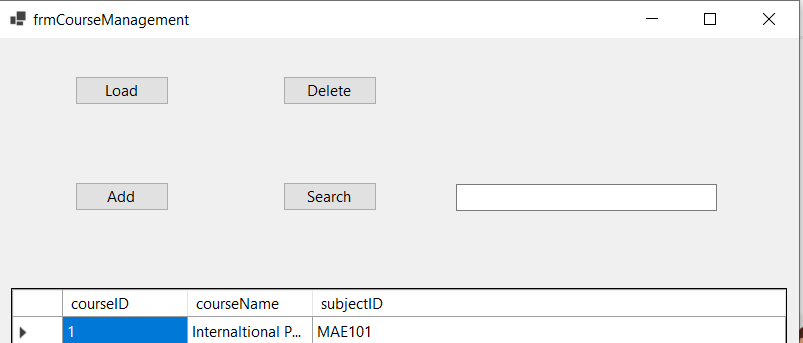 frmCourseManagement
Load Delete
Add Search
courseID courseName subjectID
1 Internaltional P... MAE101